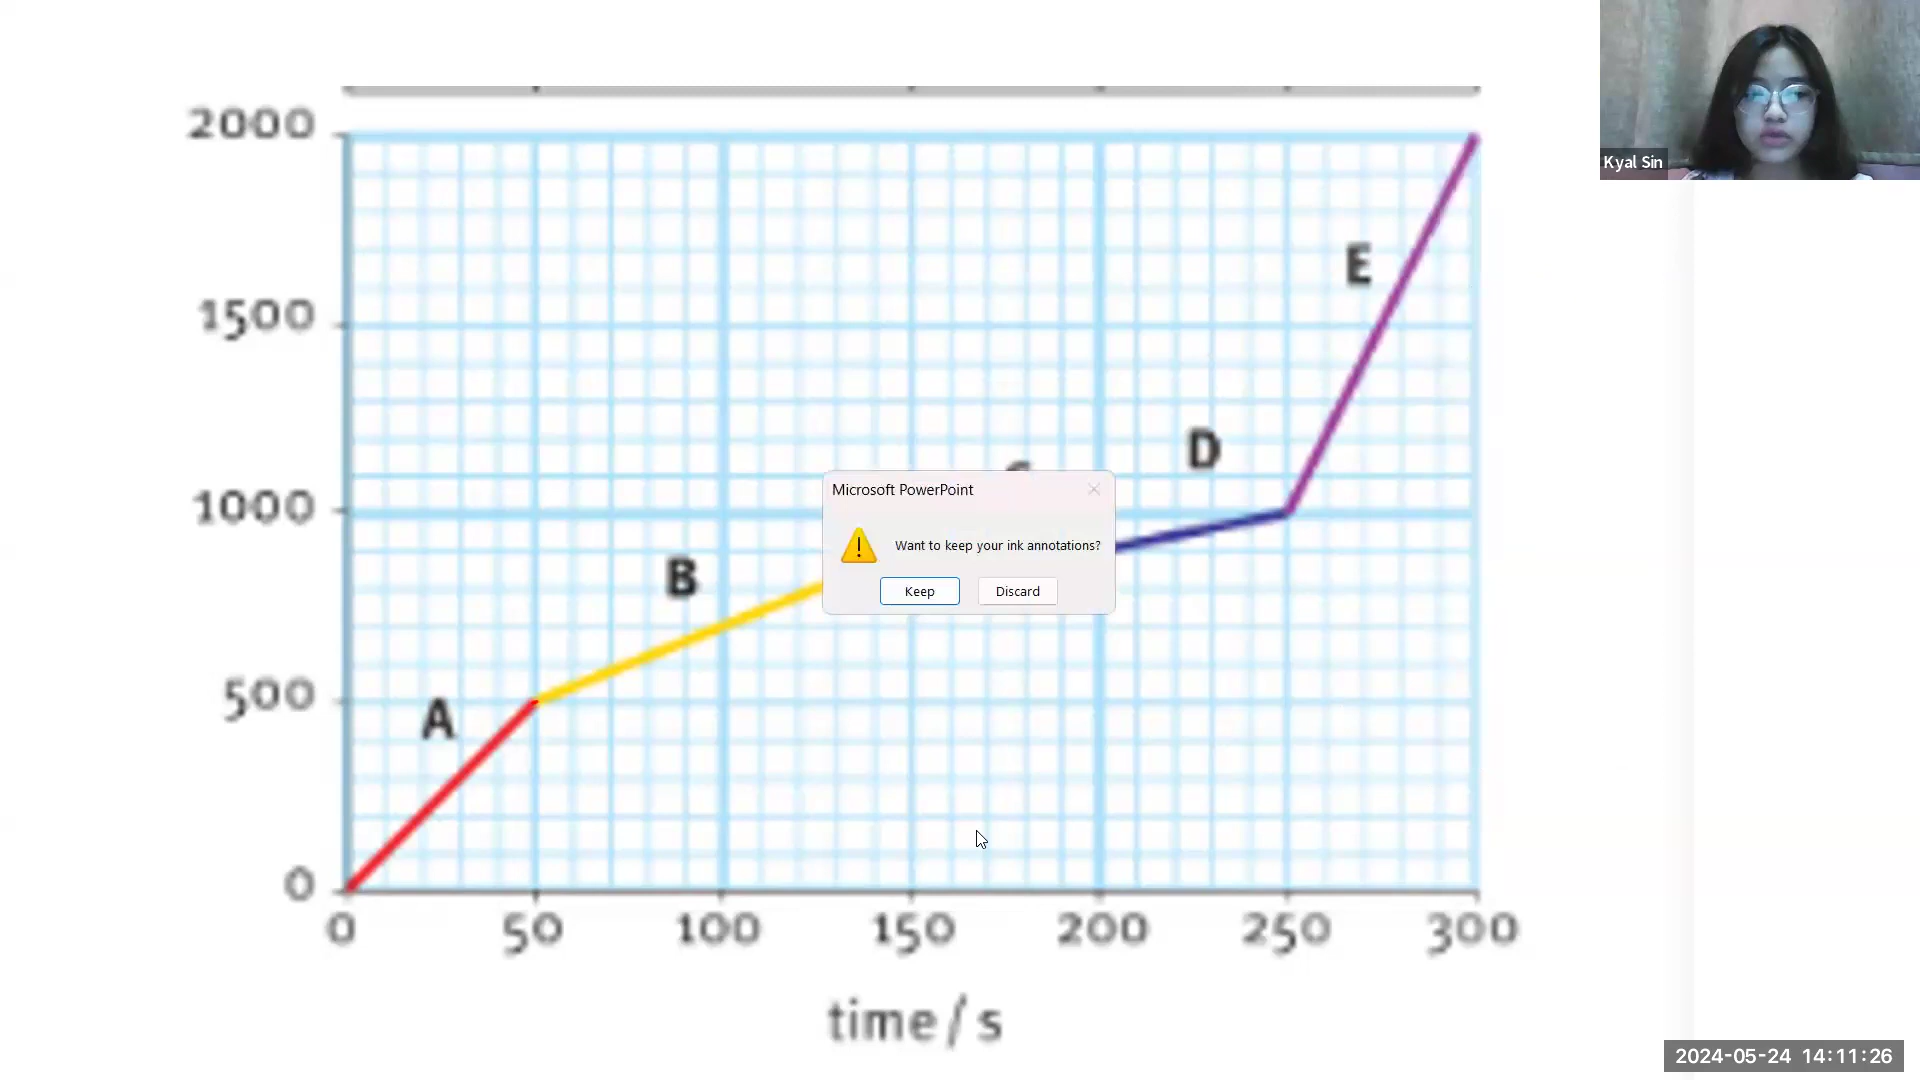 Kyal Sin
2000
1500
1000
500
0
E
D
B
A
Microsoft PowerPoint
Want to keep your ink annotations?
Keep
Discard
0 50 100 150 200 250 300
time / s
2024-05-24 14:11:26